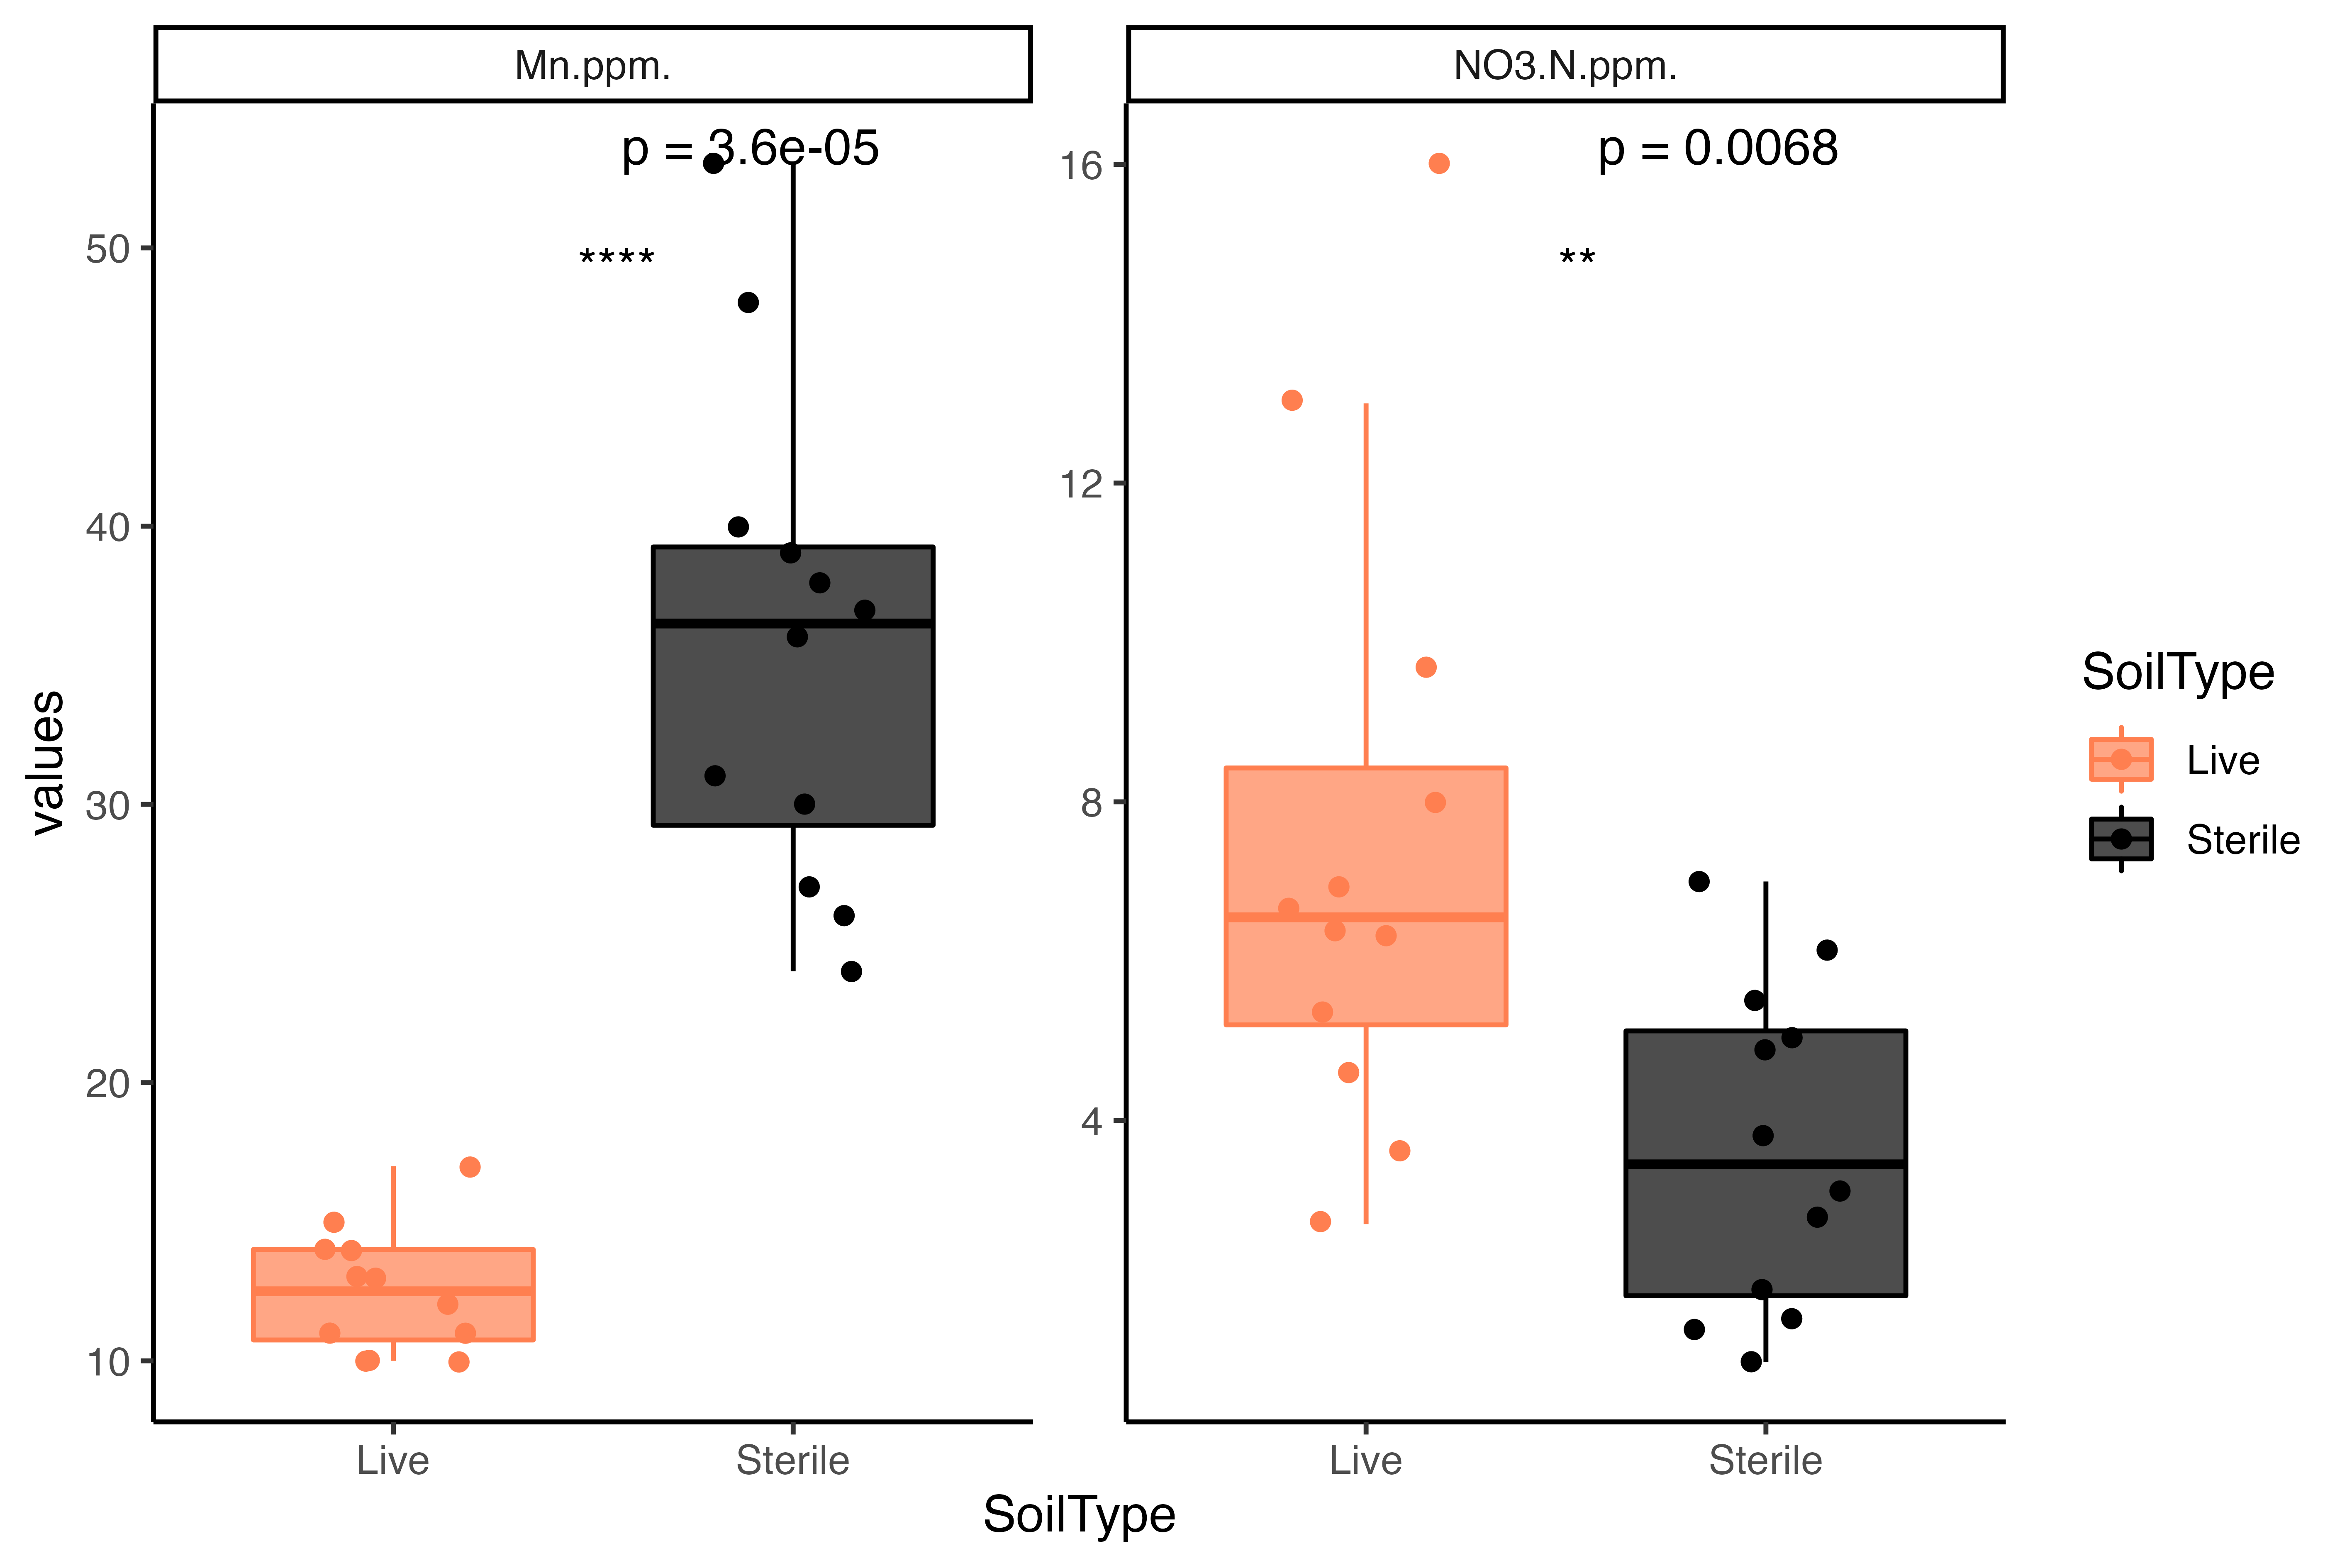 Mn.ppm.
NO3.N.ppm.
p = 3.6e-05
p = 0.0068
****
**
50
40
30
20
10
16
12
8
4
values
Live
Sterile
Live
Sterile
SoilType
SoilType
Live
Sterile